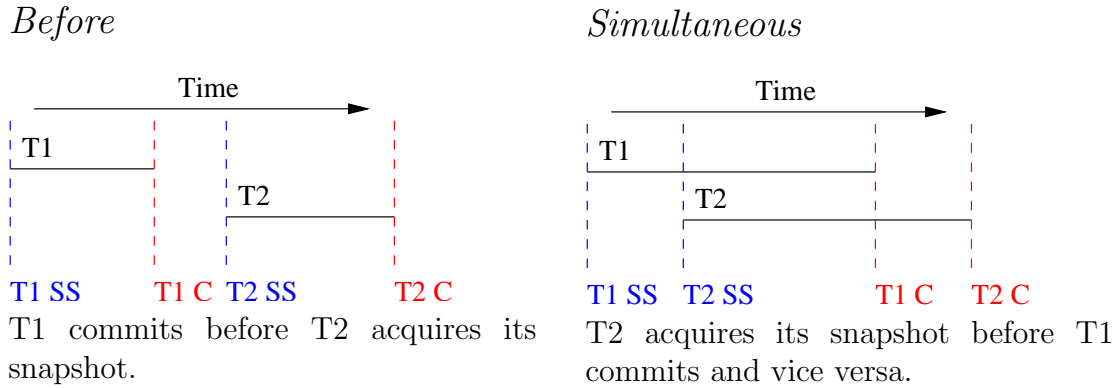 Before
Time
T1
T2
T1 SS T1 C T2 SS T2 C
T1 commits before T2 acquires its
snapshot.
Simultaneous
Time
T1
T2
T1 SS T2 SS T1 C T2 C
T2 acquires its snapshot before T1
commits and vice versa.